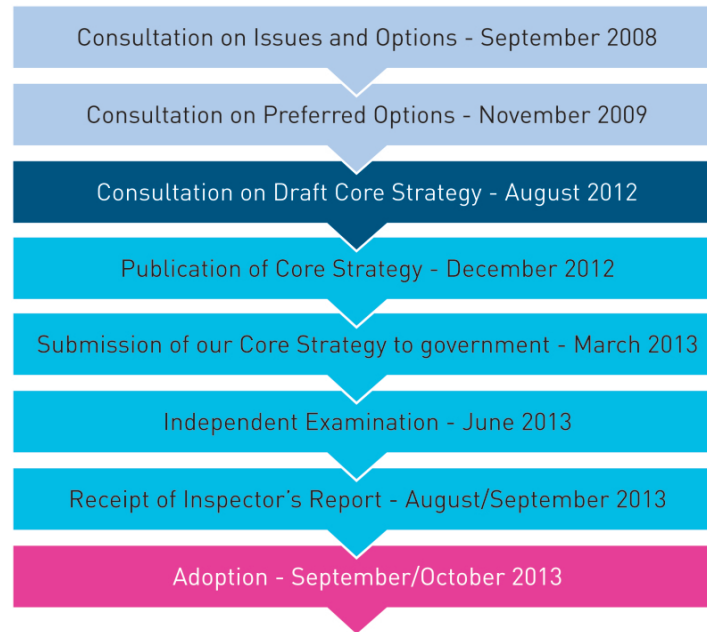 Consultation on Issues and Options - September 2008
Consultation on Preferred Options - November 2009
Consultation on Draft Core Strategy - August 2012
Publication of Core Strategy - December 2012
Submission of our Core Strategy to government - March 2013
Independent Examination - June 2013
Receipt of Inspector's Report - August/September 2013
Adoption - September/October 2013